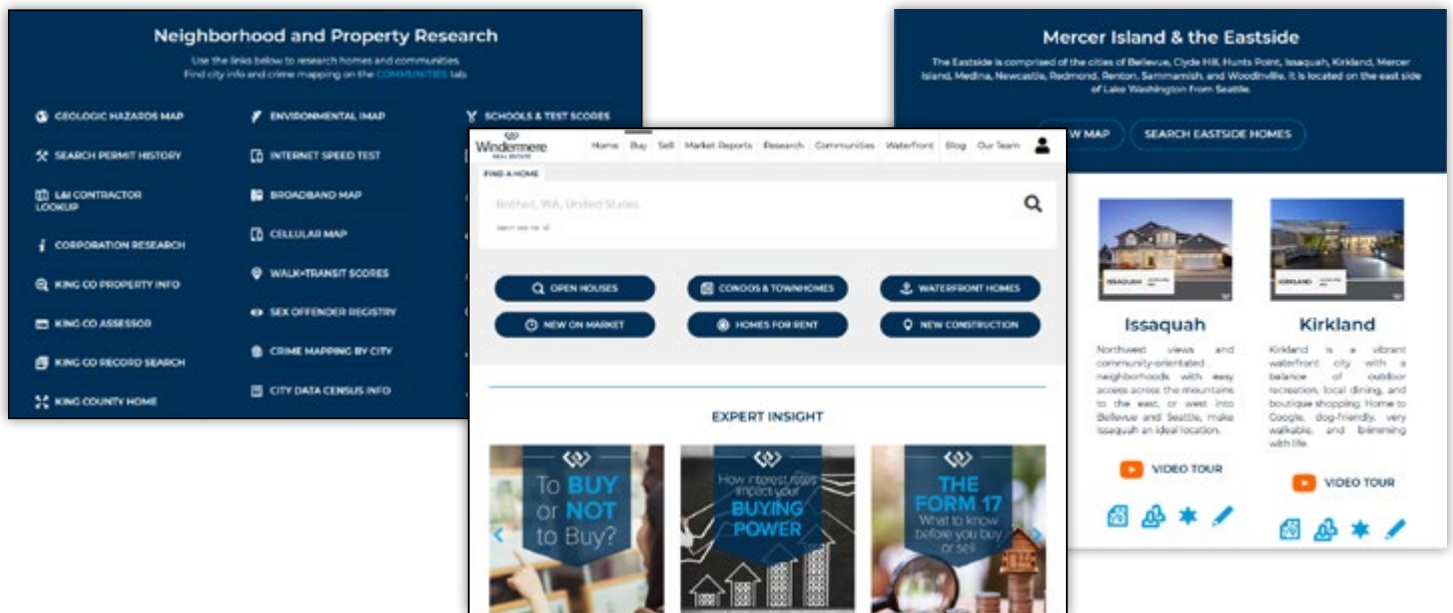 Neighborhood and Property Research
Use the links below to research homes and communities.
Find city info and crime mapping on the COMMUNITIES tab.
GEOLOGIC HAZARDS MAP
SEARCH PERMIT HISTORY
L&I CONTRACTOR
LOOKUP
CORPORATION RESEARCH
KING CO PROPERTY INFO
KING CO ASSESSOR
KING CO RECORD SEARCH
KING COUNTY HOME
ENVIRONMENTAL IMAP
INTERNET SPEED TEST
BROADBAND MAP
CELLULAR MAP
WALK+TRANSIT SCORES
SEX OFFENDER REGISTRY
CRIME MAPPING BY CITY
CITY DATA CENSUS INFO
SCHOOLS & TEST SCORES
Windermere
REAL ESTATE
Home Buy Sell Market Reports Research Communities Waterfront Blog Our Team
FIND A HOME
Bothell, WA, United States
OPEN HOUSES
CONDOS & TOWNHOMES
WATERFRONT HOMES
NEW ON MARKET
HOMES FOR RENT
NEW CONSTRUCTION
EXPERT INSIGHT
To BUY
or NOT
to Buy?
How interest rates
impact your
BUYING
POWER
THE
FORM 17
What to know
before you buy
or sell
Mercer Island & the Eastside
The Eastside is comprised of the cities of Bellevue, Clyde Hill, Hunts Point, Issaquah, Kirkland, Mercer
Island, Medina, Newcastle, Redmond, Renton, Sammamish, and Woodinville. It is located on the east side
of Lake Washington from Seattle.
W MAP
SEARCH EASTSIDE HOMES
ISSAQUAH
KIRKLAND
Issaquah
Northwest views and
community-orientated
neighborhoods with easy
access across the mountains
to the east, or west into
Bellevue and Seattle, make
Issaquah an ideal location.
VIDEO TOUR
Kirkland
Kirkland is a vibrant
waterfront city with a
balance of outdoor
recreation, local dining, and
boutique shopping. Home to
Google, dog-friendly, very
walkable, and brimming
with life.
VIDEO TOUR